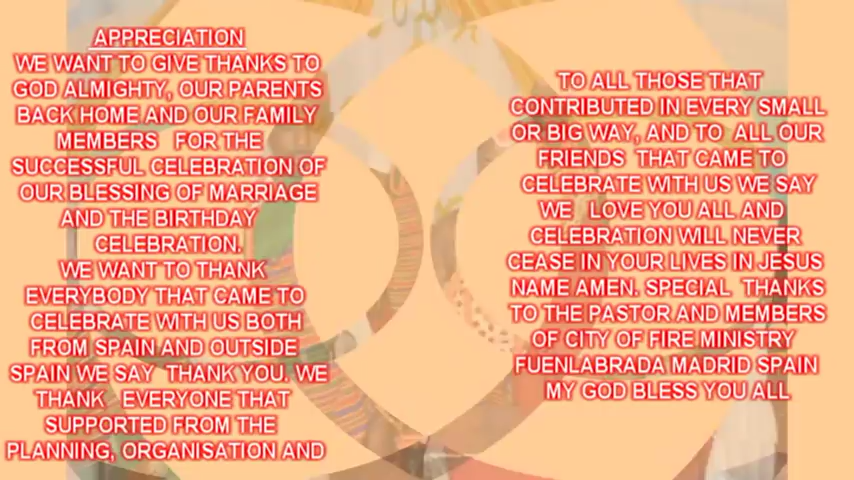 APPRECIATION
WE WANT TO GIVE THANKS TO
GOD ALMIGHTY, OUR PARENTS
BACK HOME AND OUR FAMILY
MEMBERS FOR THE
SUCCESSFUL CELEBRATION OF
OUR BLESSING OF MARRIAGE
AND THE BIRTHDAY
CELEBRATION.
WE WANT TO THANK
EVERYBODY THAT CAME TO
CELEBRATE WITH US BOTH
FROM SPAIN AND OUTSIDE
SPAIN WE SAY THANK YOU. WE
THANK EVERYONE THAT
SUPPORTED FROM THE
PLANNING, ORGANISATION AND
TO ALL THOSE THAT
CONTRIBUTED IN EVERY SMALL
OR BIG WAY, AND TO ALL OUR
FRIENDS THAT CAME TO
CELEBRATE WITH US WE SAY
WE LOVE YOU ALL AND
CELEBRATION WILL NEVER
CEASE IN YOUR LIVES IN JESUS
NAME AMEN. SPECIAL THANKS
TO THE PASTOR AND MEMBERS
OF CITY OF FIRE MINISTRY
FUENLABRADA MADRID SPAIN
MY GOD BLESS YOU ALL